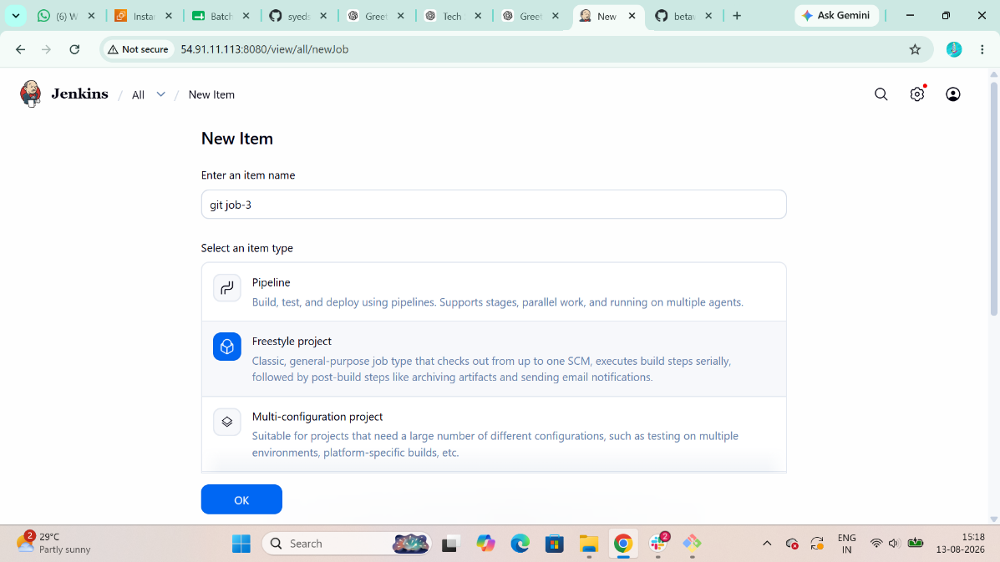 (6) W
Insta
Batch
syeds
Greet
Tech
Greet
New
beta
Ask Gemini
Not secure
54.91.11.113:8080/view/all/newJob
Jenkins / All / New Item
New Item
Enter an item name
git job-3
Select an item type
Pipeline
Build, test, and deploy using pipelines. Supports stages, parallel work, and running on multiple agents.
Freestyle project
Classic, general-purpose job type that checks out from up to one SCM, executes build steps serially,
followed by post-build steps like archiving artifacts and sending email notifications.
Multi-configuration project
Suitable for projects that need a large number of different configurations, such as testing on multiple
environments, platform-specific builds, etc.
OK
2
29°C
Partly sunny
Search
2
ENG
IN
15:18
13-08-2026